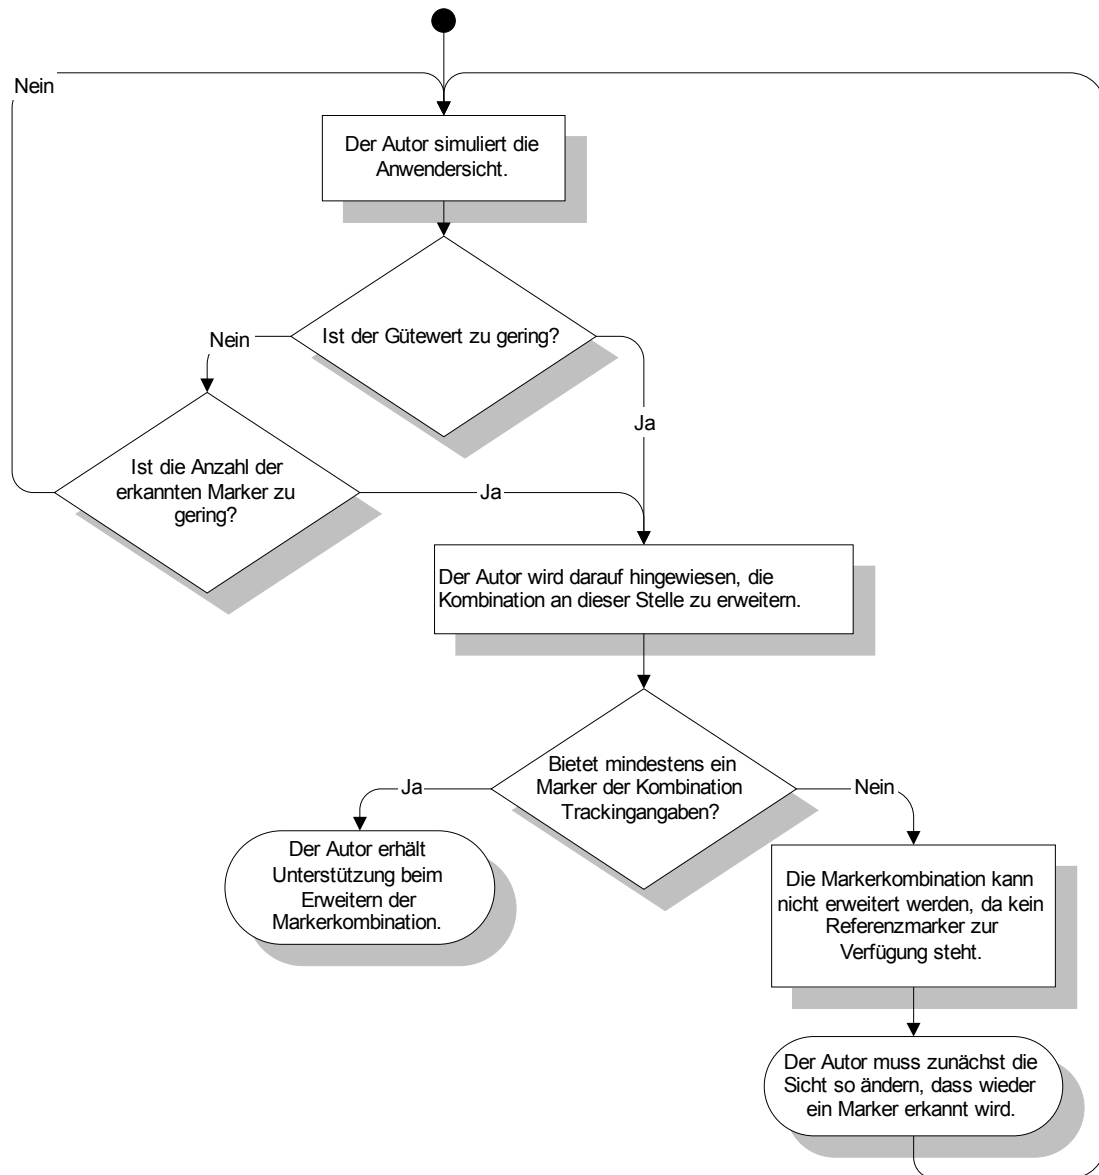 Nein
Der Autor simuliert die
Anwendersicht.
Ist der Gütewert zu gering?
Nein
Ja
Ist die Anzahl der
erkannten Marker zu
gering?
Ja
Der Autor wird darauf hingewiesen, die
Kombination an dieser Stelle zu erweitern.
Bietet mindestens ein
Marker der Kombination
Trackingangaben?
Ja
Nein
Der Autor erhält
Unterstützung beim
Erweitern der
Markerkombination.
Die Markerkombination kann
nicht erweitert werden, da kein
Referenzmarker zur
Verfügung steht.
Der Autor muss zunächst die
Sicht so ändern, dass wieder
ein Marker erkannt wird.